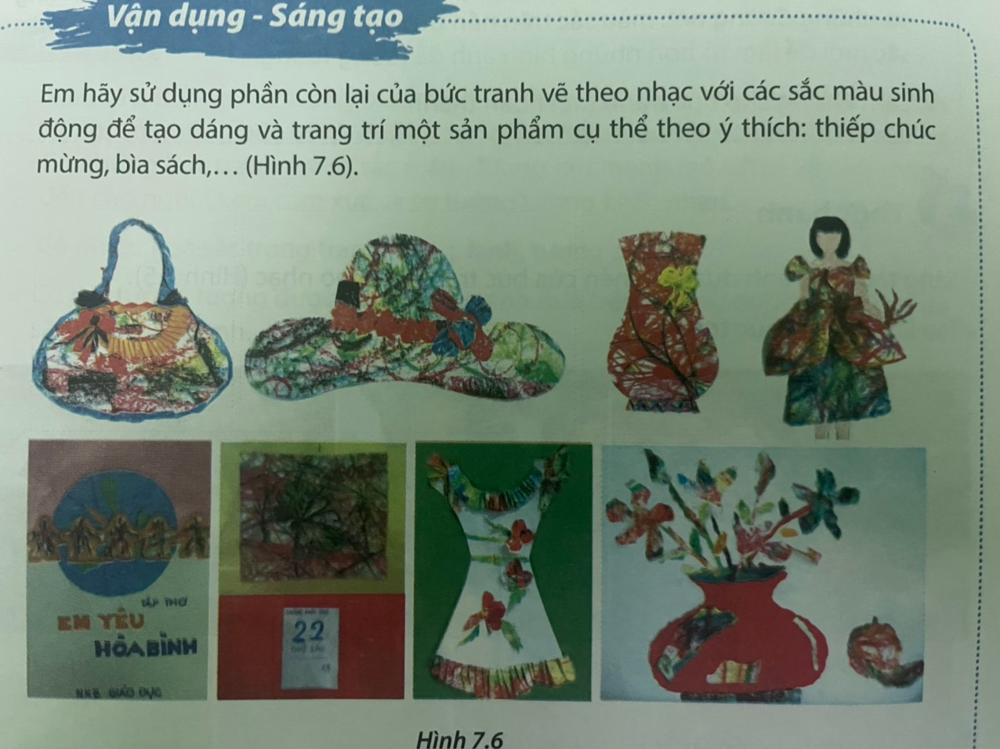 Vận dụng - Sáng tạo
Em hãy sử dụng phần còn lại của bức tranh vẽ theo nhạc với các sắc màu sinh
động để tạo dáng và trang trí một sản phẩm cụ thể theo ý thích: thiếp chúc
mừng, bìa sách,... (Hình 7.6).
TẬP THƠ
EM YÊU
HÒA BÌNH
NXB GIÁO DỤC
22
THỨ SÁU
Hình 7.6